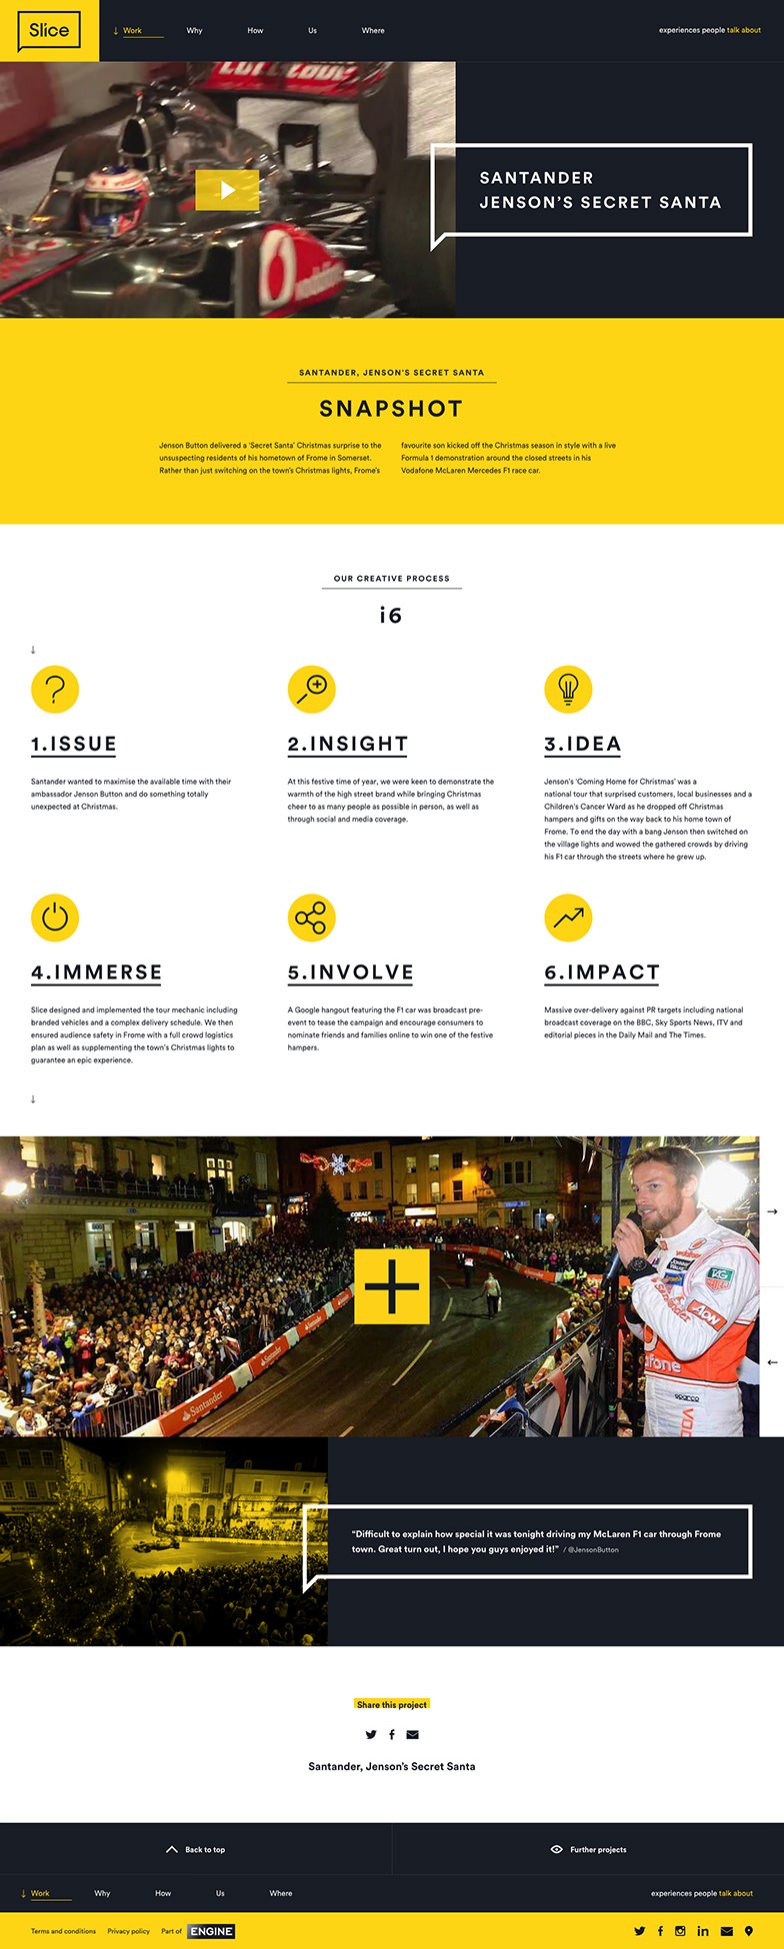 Slice
↓ Work
Why
How
Us
Where
experiences people talk about
vodafone
SANTANDER
JENSON'S SECRET SANTA
SANTANDER, JENSON'S SECRET SANTA
SNAPSHOT
Jenson Button delivered a 'Secret Santa' Christmas surprise to the
unsuspecting residents of his hometown of Frome in Somerset.
Rather than just switching on the town's Christmas lights, Frome's
favourite son kicked off the Christmas season in style with a live
Formula 1 demonstration around the closed streets in his
Vodafone McLaren Mercedes F1 race car.
OUR CREATIVE PROCESS
i6
↓
1.ISSUE
Santander wanted to maximise the available time with their
ambassador Jenson Button and do something totally
unexpected at Christmas.
2.INSIGHT
At this festive time of year, we were keen to demonstrate the
warmth of the high street brand while bringing Christmas
cheer to as many people as possible in person, as well as
through social and media coverage.
3.IDEA
Jenson's 'Coming Home for Christmas' was a
national tour that surprised customers, local businesses and a
Children's Cancer Ward as he dropped off Christmas
hampers and gifts on the way back to his home town of
Frome. To end the day with a bang Jenson then switched on
the village lights and wowed the gathered crowds by driving
his F1 car through the streets where he grew up.
4.IMMERSE
Slice designed and implemented the tour mechanic including
branded vehicles and a complex delivery schedule. We then
ensured audience safety in Frome with a full crowd logistics
plan as well as supplementing the town's Christmas lights to
guarantee an epic experience.
5.INVOLVE
A Google hangout featuring the F1 car was broadcast pre-
event to tease the campaign and encourage consumers to
nominate friends and families online to win one of the festive
hampers.
6.IMPACT
Massive over-delivery against PR targets including national
broadcast coverage on the BBC, Sky Sports News, ITV and
editorial pieces in the Daily Mail and The Times.
↓
CORAL
Santander
Santander
Santander
vodafone
TAG
Santander
AON
afone
sparco
VOD
→
←
"Difficult to explain how special it was tonight driving my McLaren F1 car through Frome
town. Great turn out, I hope you guys enjoyed it!" / @JensonButton
Share this project
Santander, Jenson's Secret Santa
Back to top
Further projects
↓ Work
Why
How
Us
Where
experiences people talk about
Terms and conditions
Privacy policy
Part of ENGINE